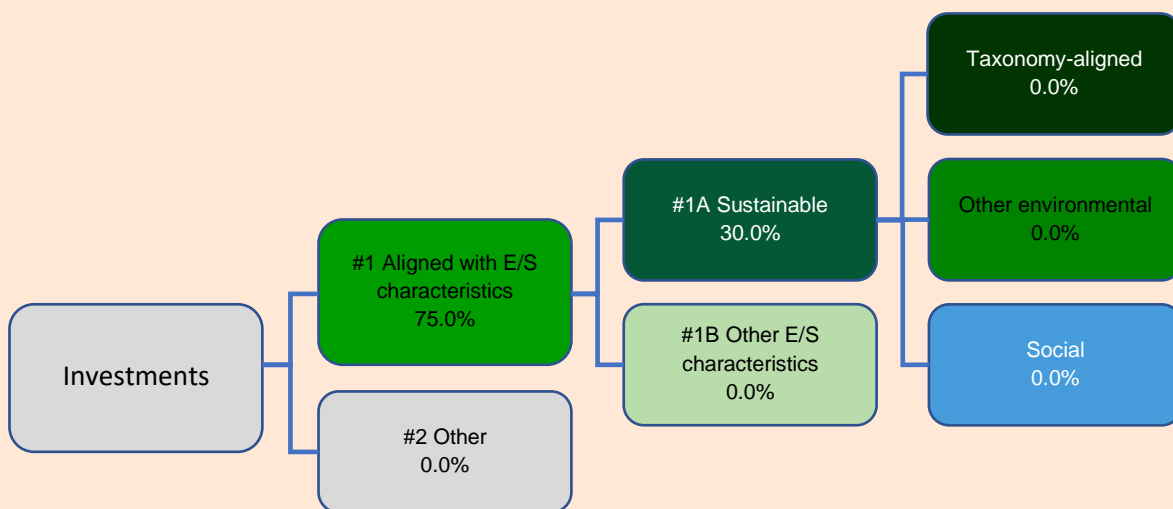 Investments
#1 Aligned with E/S
characteristics
75.0%
#2 Other
0.0%
#1A Sustainable
30.0%
#1B Other E/S
characteristics
0.0%
Taxonomy-aligned
0.0%
Other environmental
0.0%
Social
0.0%